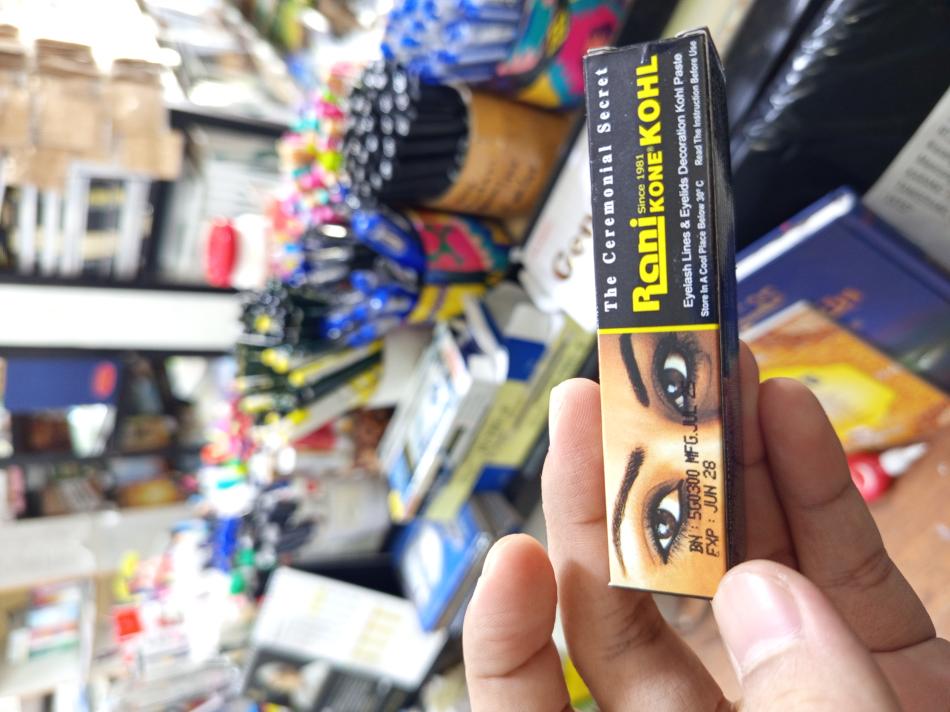 The Ceremonial Secret
Rani Since 1981
KONE® KOHL
Eyelash Lines & Eyelids Decoration Kohl Paste
Store In A Cool Place Below 30° C Read The Instruction Before Use
BN : 5G0300 MFG.JUL 25
EXP : JUN 28